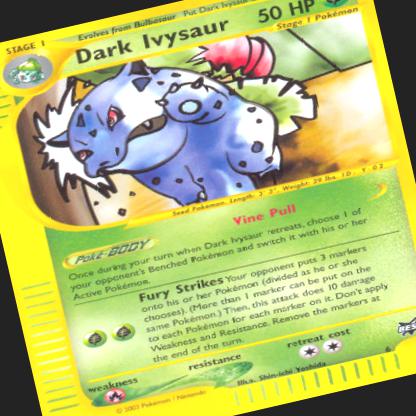 STAGE 1
Evolves from Bulbasaur Put Dark Ivysaur
Dark Ivysaur 50 HP
Stage 1 Pokémon
Seed Pokémon. Length: 3' 3", Weight: 29 lbs.
Poké-BODY Vine Pull
Once during your turn when Dark Ivysaur retreats, choose 1 of
your opponent's Benched Pokémon and switch it with his or her
Active Pokémon.
Fury Strikes Your opponent puts 3 markers
onto his or her Pokémon (divided as he or she
chooses). (More than 1 marker can be put on the
same Pokémon.) Then, this attack does 10 damage
to each Pokémon for each marker on it. Don't apply
Weakness and Resistance. Remove the markers at
the end of turn.
weakness resistance retreat cost
Illus. Shin-ichi Yoshida
© 2003 Pokémon / Nintendo